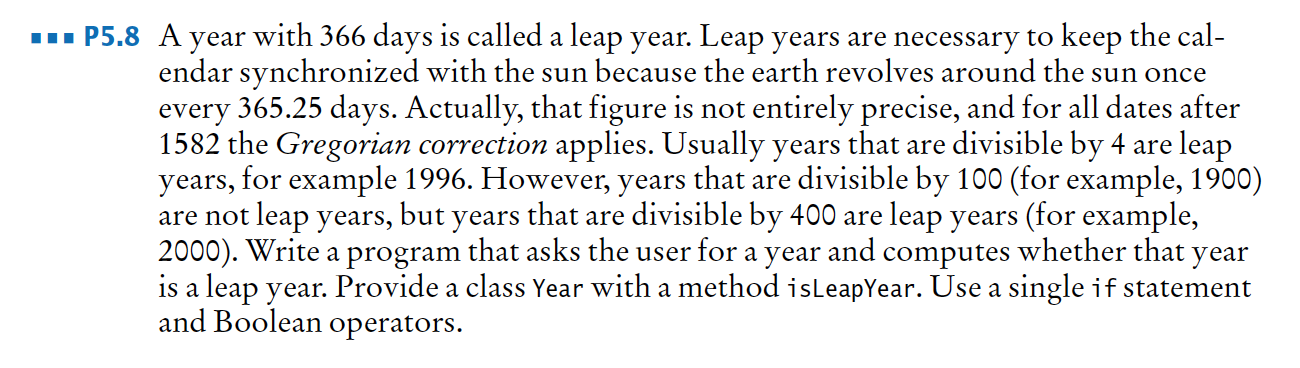 P5.8 A year with 366 days is called a leap year. Leap years are necessary to keep the cal-
endar synchronized with the sun because the earth revolves around the sun once
every 365.25 days. Actually, that figure is not entirely precise, and for all dates after
1582 the Gregorian correction applies. Usually years that are divisible by 4 are leap
years, for example 1996. However, years that are divisible by 100 (for example, 1900)
are not leap years, but years that are divisible by 400 are leap years (for example,
2000). Write a program that asks the user for a year and computes whether that year
is a leap year. Provide a class Year with a method isLeapYear. Use a single if statement
and Boolean operators.